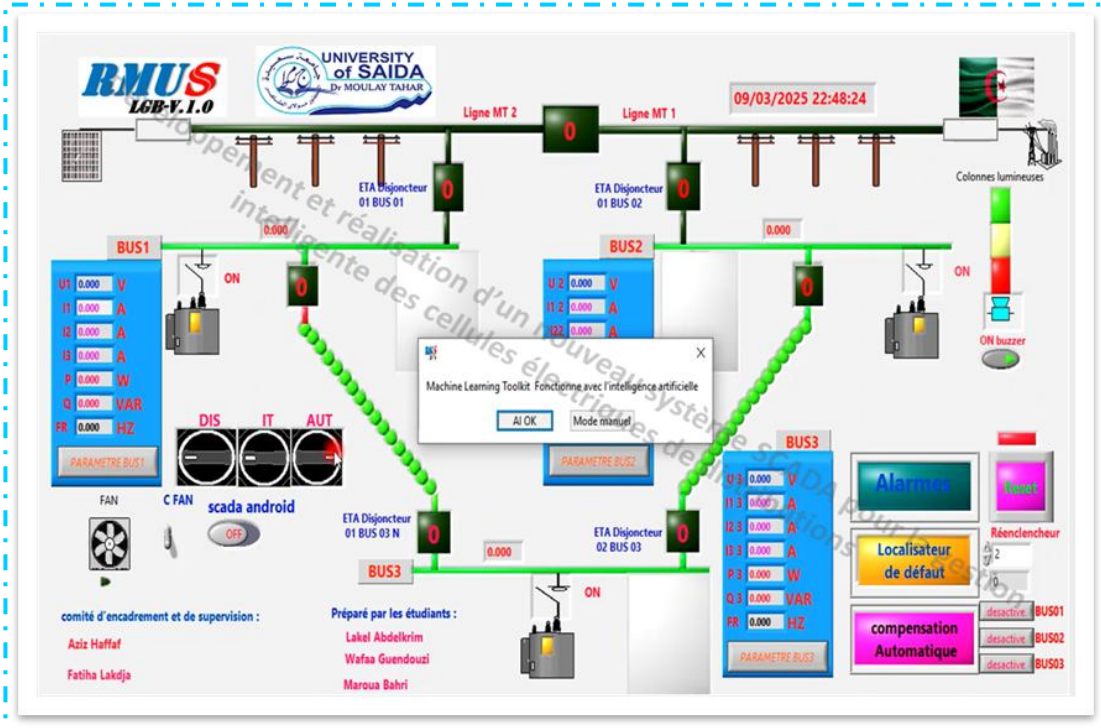 RMUS
LGB-V.1.0
UNIVERSITY
of SAIDA
Dr MOULAY TAHAR
Ligne MT 2
0
Ligne MT 1
09/03/2025 22:48:24
ETA Disjoncteur
01 BUS 01
0
ETA Disjoncteur
01 BUS 02
0
Colonnes lumineuses
0.000
0.000
BUS1
BUS2
ON
0
0
ON
U1 0.000 V
I1 0.000 A
I2 0.000 A
I3 0.000 A
P 0.000 W
Q 0.000 VAR
FR 0.000 HZ
PARAMETRE BUS1
U 2 0.000 V
I1 2 0.000 A
I22 0.000 A
PARAMETRE BUS2
ON buzzer
Machine Learning Toolkit Fonctionne avec l'intelligence artificielle
AI OK
Mode manuel
DIS IT AUT
FAN
C FAN
scada android
OFF
ETA Disjoncteur
01 BUS 03 N
0
ETA Disjoncteur
02 BUS 03
0
BUS3
0.000
ON
BUS3
U 3 0.000 V
I1 3 0.000 A
I2 3 0.000 A
I3 3 0.000 A
P 3 0.000 W
Q 3 0.000 VAR
FR 0.000 HZ
PARAMETRE BUS3
Alarmes
Reset
Réenclencheur
2
0
Localisateur
de défaut
compensation
Automatique
desactive BUS01
desactive BUS02
desactive BUS03
comité d'encadrement et de supervision :
Aziz Haffaf
Fatiha Lakdja
Préparé par les étudiants :
Lakel Abdelkrim
Wafaa Guendouzi
Maroua Bahri
Développement et réalisation d'un nouveau système SCADA pour la gestion
intelligente des cellules électriques de distributions